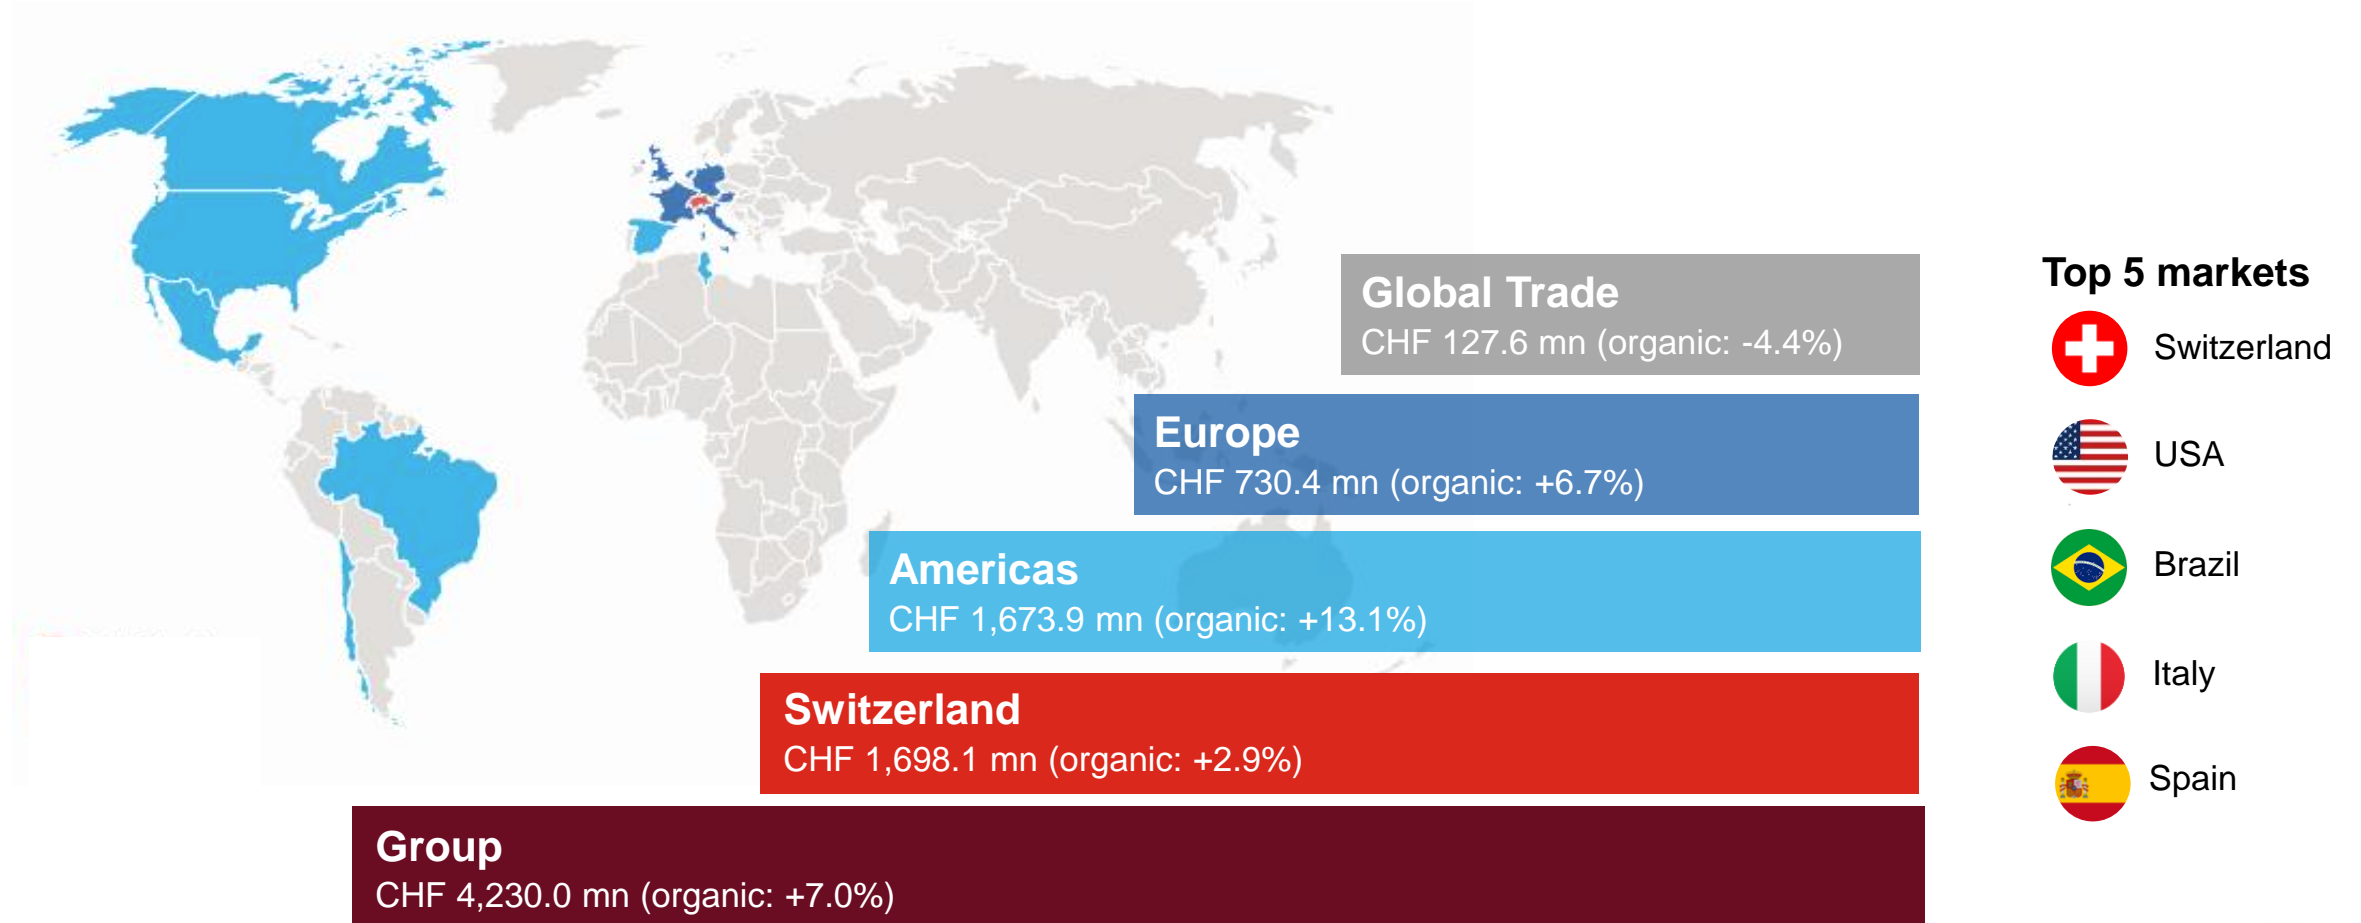 Global Trade
CHF 127.6 mn (organic: -4.4%)
Europe
CHF 730.4 mn (organic: +6.7%)
Americas
CHF 1,673.9 mn (organic: +13.1%)
Switzerland
CHF 1,698.1 mn (organic: +2.9%)
Group
CHF 4,230.0 mn (organic: +7.0%)
Top 5 markets
Switzerland
USA
Brazil
Italy
Spain